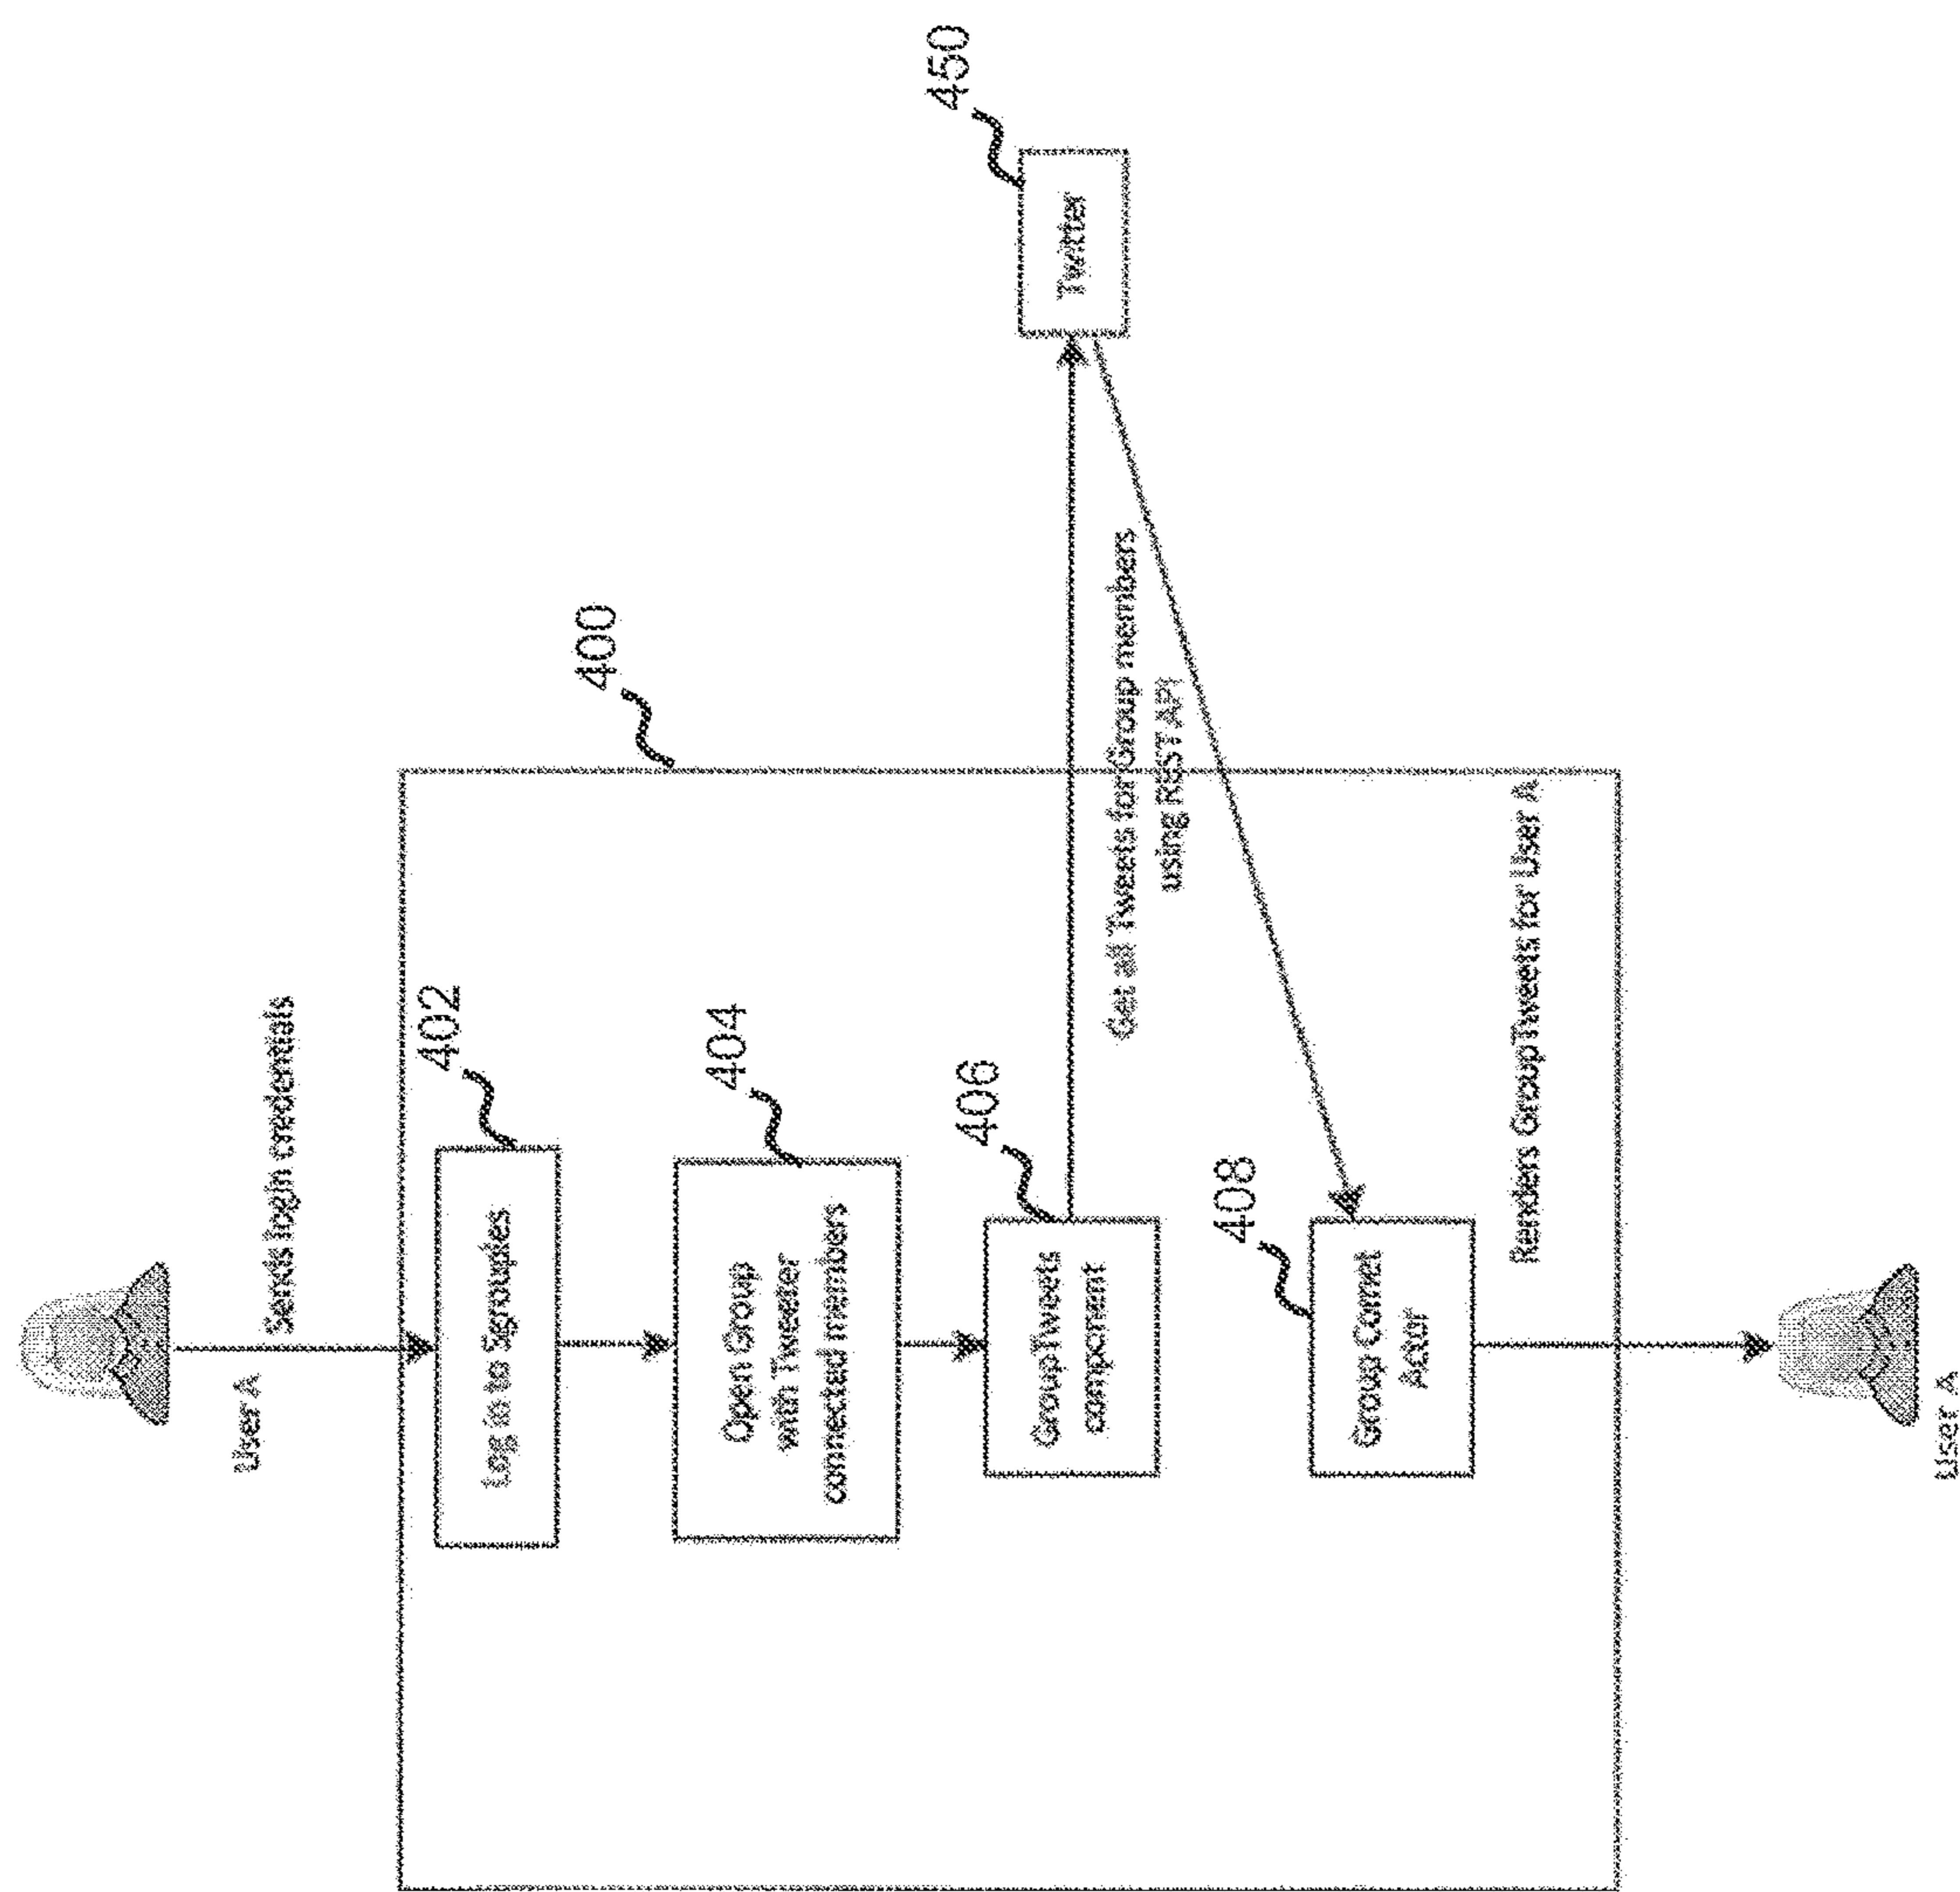 User A
Sends login credentials
400
402
Log in to Sgrouples
404
Open Group
with Tweeter
connected members
406
GroupTweets
component
450
Twitter
Get all Tweets for Group members
using REST API
408
Group Comet
Actor
Renders GroupTweets for User A
User A